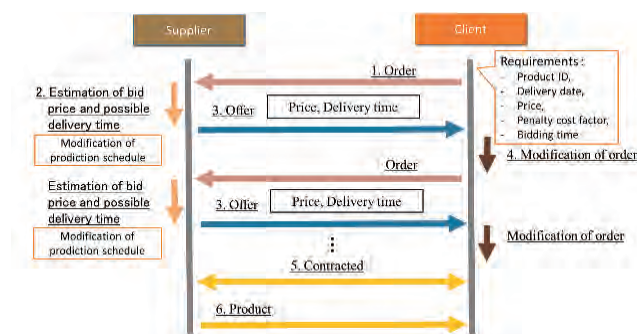 Supplier
Client
1. Order
Requirements :
- Product ID,
- Delivery date,
- Price,
- Penalty cost factor,
- Bidding time
2. Estimation of bid
price and possible
delivery time
Modification of
prodiction schedule
3. Offer
Price, Delivery time
4. Modification of order
Order
Estimation of bid
price and possible
delivery time
Modification of
prodiction schedule
3. Offer
Price, Delivery time
Modification of order
5. Contracted
6. Product